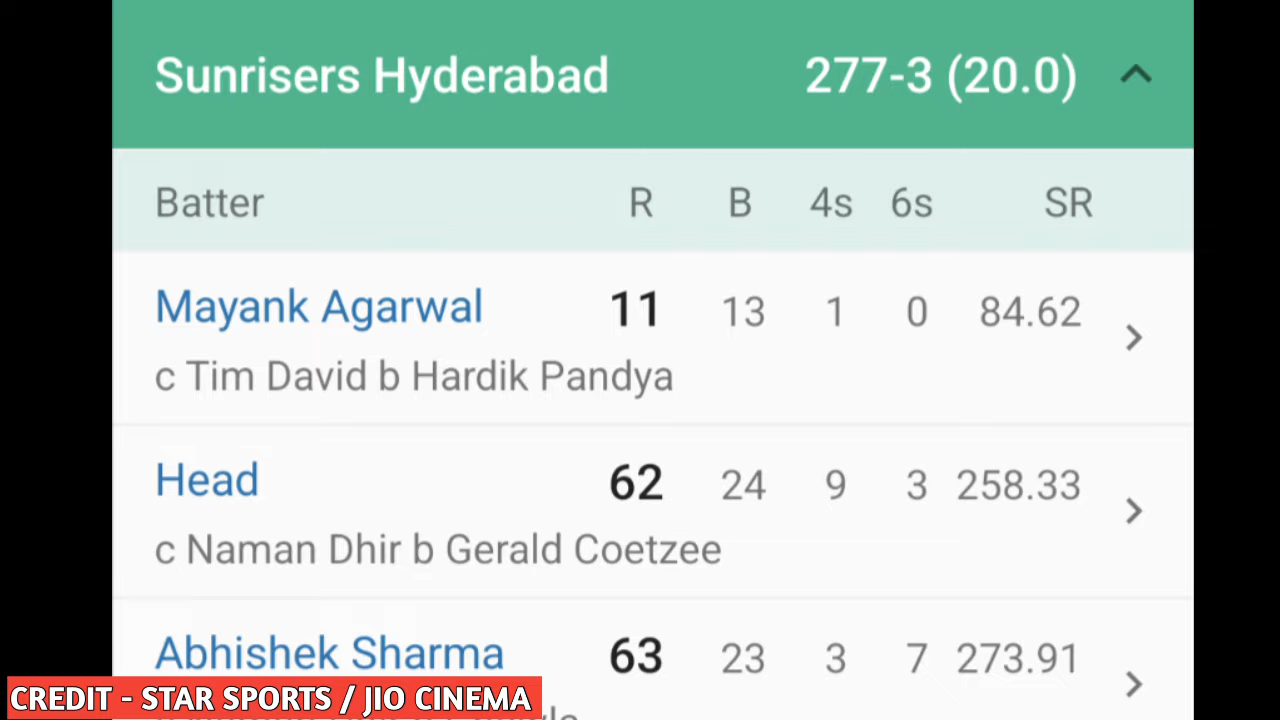 Sunrisers Hyderabad 277-3 (20.0)
Batter R B 4s 6s SR
Mayank Agarwal 11 13 1 0 84.62
c Tim David b Hardik Pandya
Head 62 24 9 3 258.33
c Naman Dhir b Gerald Coetzee
Abhishek Sharma 63 23 3 7 273.91
CREDIT - STAR SPORTS / JIO CINEMA